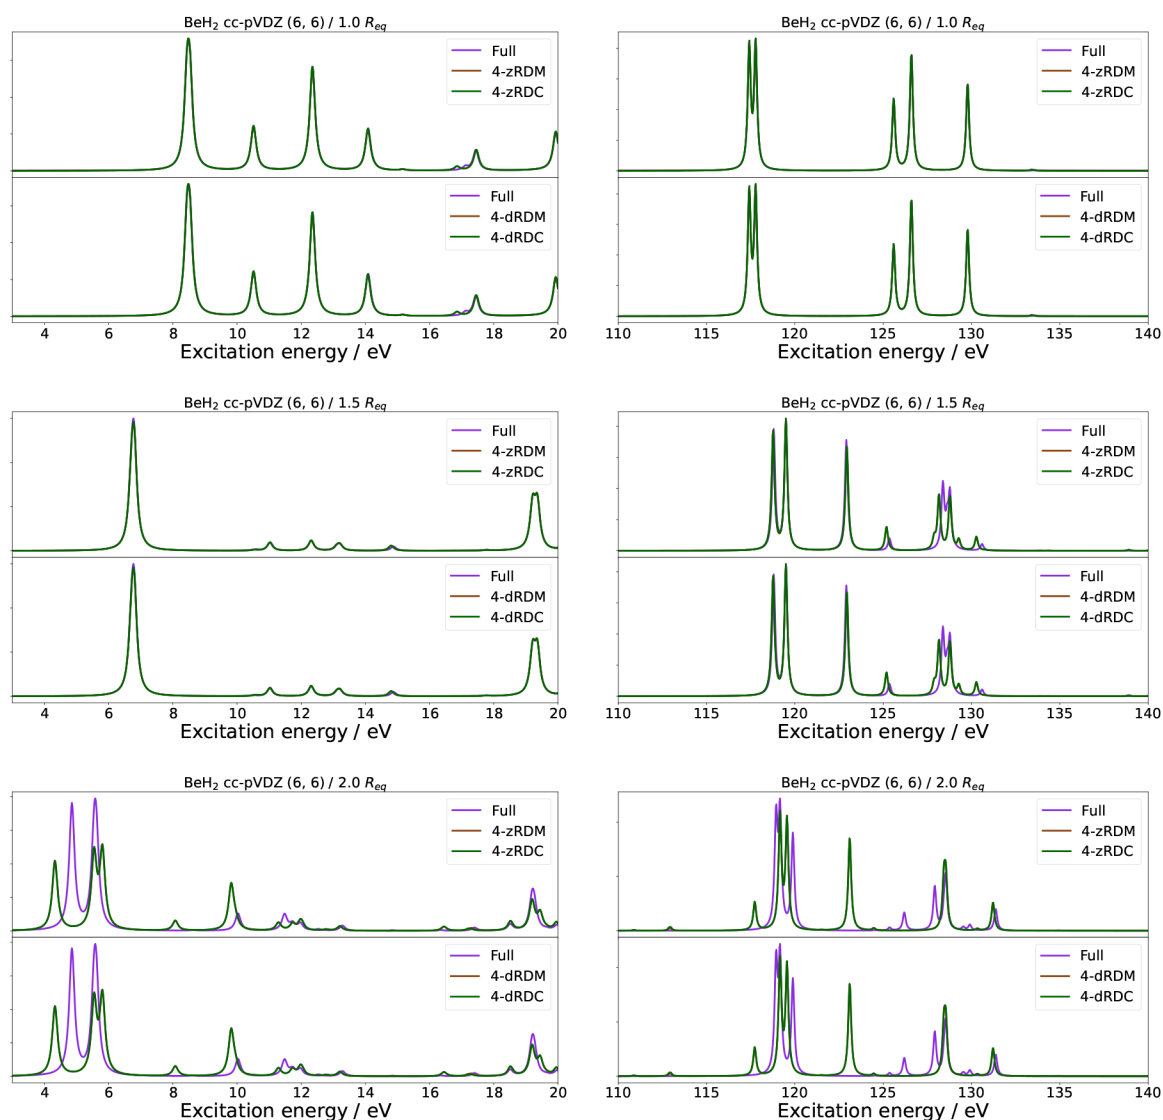 BeH₂ cc-pVDZ (6, 6) / 1.0 Req
Full
4-zRDM
4-zRDC
Full
4-dRDM
4-dRDC
4 6 8 10 12 14 16 18 20
Excitation energy / eV
BeH₂ cc-pVDZ (6, 6) / 1.0 Req
Full
4-zRDM
4-zRDC
Full
4-dRDM
4-dRDC
110 115 120 125 130 135 140
Excitation energy / eV
BeH₂ cc-pVDZ (6, 6) / 1.5 Req
Full
4-zRDM
4-zRDC
Full
4-dRDM
4-dRDC
4 6 8 10 12 14 16 18 20
Excitation energy / eV
BeH₂ cc-pVDZ (6, 6) / 1.5 Req
Full
4-zRDM
4-zRDC
Full
4-dRDM
4-dRDC
110 115 120 125 130 135 140
Excitation energy / eV
BeH₂ cc-pVDZ (6, 6) / 2.0 Req
Full
4-zRDM
4-zRDC
Full
4-dRDM
4-dRDC
4 6 8 10 12 14 16 18 20
Excitation energy / eV
BeH₂ cc-pVDZ (6, 6) / 2.0 Req
Full
4-zRDM
4-zRDC
Full
4-dRDM
4-dRDC
110 115 120 125 130 135 140
Excitation energy / eV